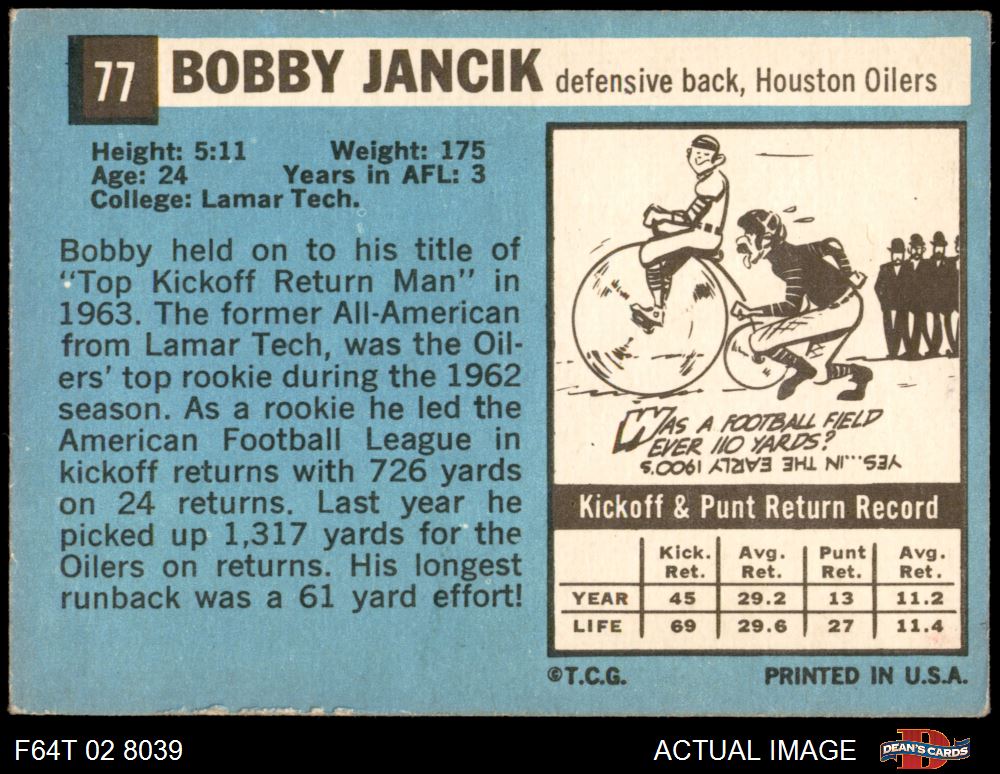 77
BOBBY JANCIK defensive back, Houston Oilers
Height: 5:11 Weight: 175
Age: 24 Years in AFL: 3
College: Lamar Tech.
Bobby held on to his title of
“Top Kickoff Return Man” in
1963. The former All-American
from Lamar Tech, was the Oil-
ers’ top rookie during the 1962
season. As a rookie he led the
American Football League in
kickoff returns with 726 yards
on 24 returns. Last year he
picked up 1,317 yards for the
Oilers on returns. His longest
runback was a 61 yard effort!
WAS A FOOTBALL FIELD
EVER 110 YARDS?
YES...IN THE EARLY 1900'S.
Kickoff & Punt Return Record
Kick. Ret. Avg. Ret. Punt Ret. Avg. Ret.
YEAR 45 29.2 13 11.2
LIFE 69 29.6 27 11.4
©T.C.G. PRINTED IN U.S.A.
F64T 02 8039 ACTUAL IMAGE DEAN'S CARDS